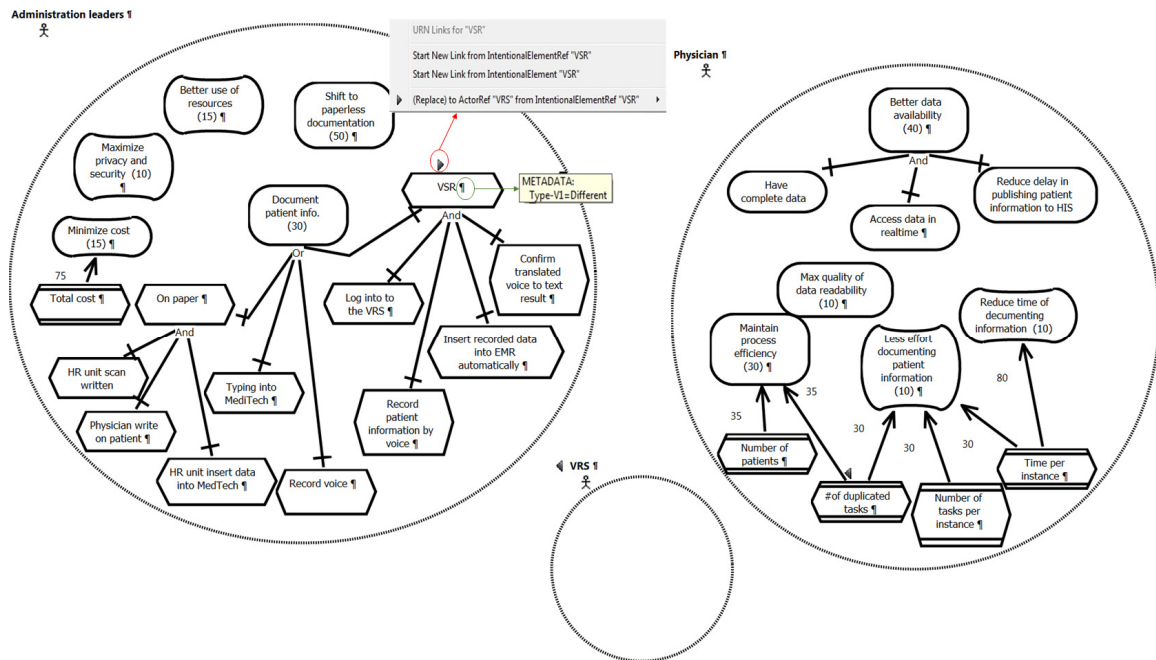 Administration leaders ¶
URN Links for "VSR"
Start New Link from IntentionalElementRef "VSR"
Start New Link from IntentionalElement "VSR"
(Replace) to ActorRef "VRS" from IntentionalElementRef "VSR"
Better use of
resources
(15) ¶
Shift to
paperless
documentation
(50) ¶
Maximize
privacy and
security (10)
¶
VSR ¶
METADATA:
Type-V1=Different
And
Document
patient info.
(30)
Or
Minimize cost
(15) ¶
75
Total cost ¶
On paper ¶
And
Log into to
the VRS ¶
Confirm
translated
voice to text
result ¶
Insert recorded data
into EMR
automatically ¶
HR unit scan
written
Typing into
MediTech ¶
Physician write
on patient ¶
Record
patient
information by
voice ¶
HR unit insert data
into MedTech ¶
Record voice ¶
VRS ¶
Physician ¶
Better data
availability
(40) ¶
And
Have
complete data
Access data in
realtime ¶
Reduce delay in
publishing patient
information to HIS
Max quality of
data readability
(10) ¶
Reduce time of
decumenting
information (10)
Maintain
process
efficiency
(30) ¶
Less effort
documenting
patient
information
(10) ¶
35
35
30
30
30
80
Number of
patients ¶
#of duplicated
tasks ¶
Number of
tasks per
instance ¶
Time per
instance ¶